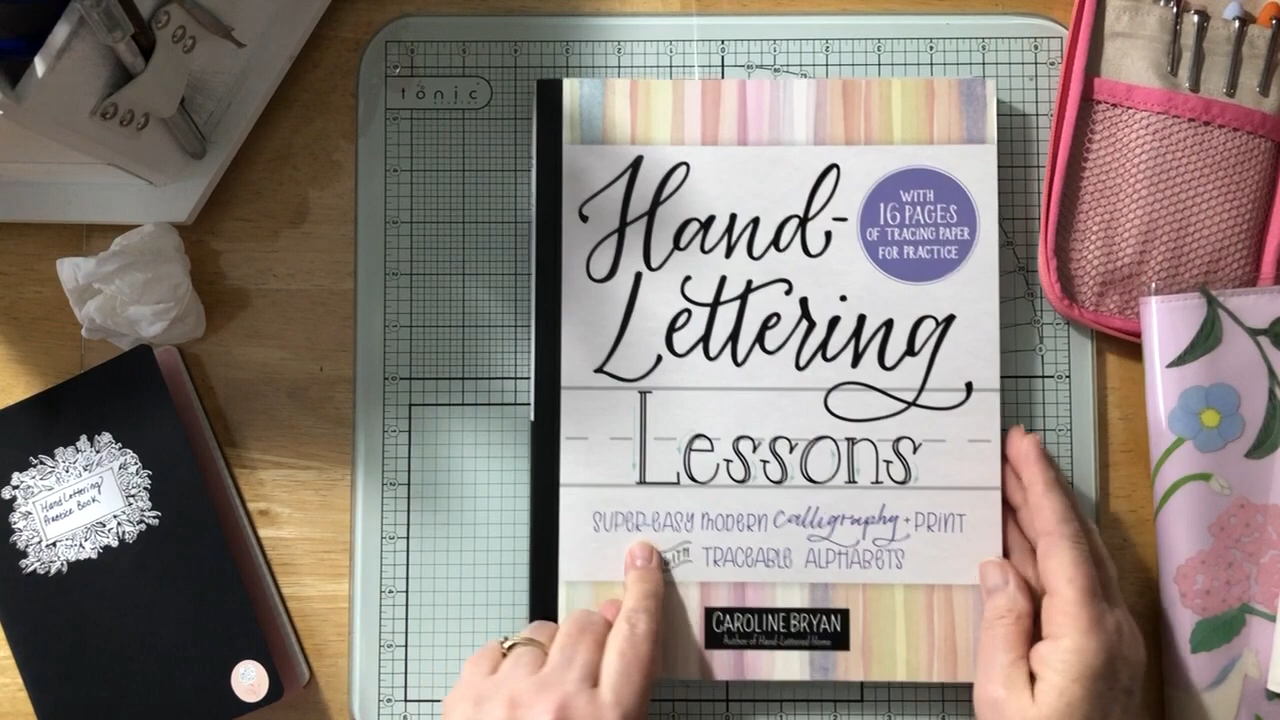 tonic
Hand-
Lettering
Lessons
WITH
16 PAGES
OF TRACING PAPER
FOR PRACTICE
SUPER-EASY MODERN Calligraphy + PRINT
WITH TRACEABLE ALPHABETS
CAROLINE BRYAN
Author of Hand-Lettered Home
Hand Lettering
Practice Book